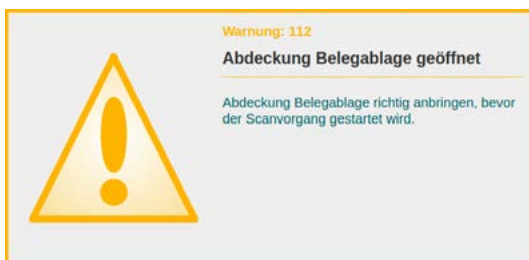 Warnung: 112
Abdeckung Belegablage geöffnet
Abdeckung Belegablage richtig anbringen, bevor
der Scanvorgang gestartet wird.